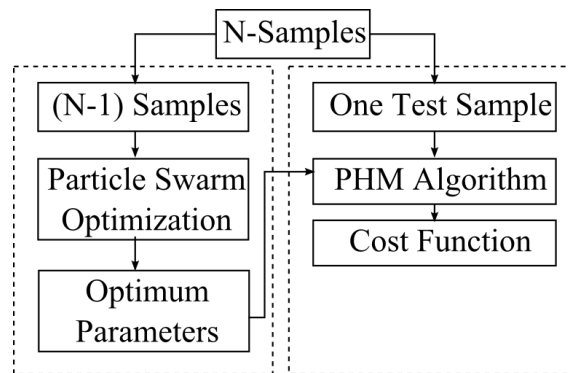 N-Samples
(N-1) Samples
Particle Swarm
Optimization
Optimum
Parameters
One Test Sample
PHM Algorithm
Cost Function